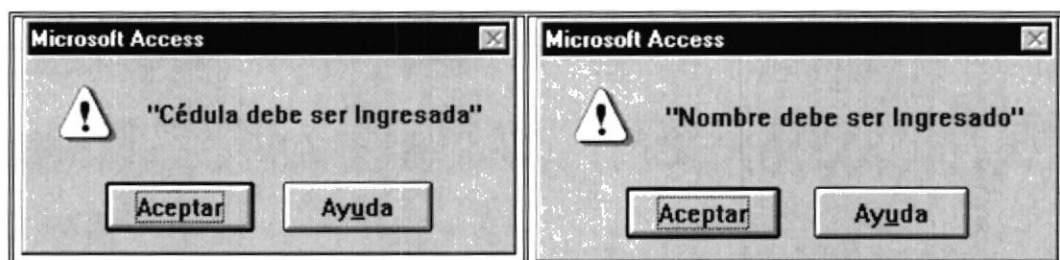 Microsoft Access
"Cédula debe ser Ingresada"
Aceptar Ayuda
Microsoft Access
"Nombre debe ser Ingresado"
Aceptar Ayuda